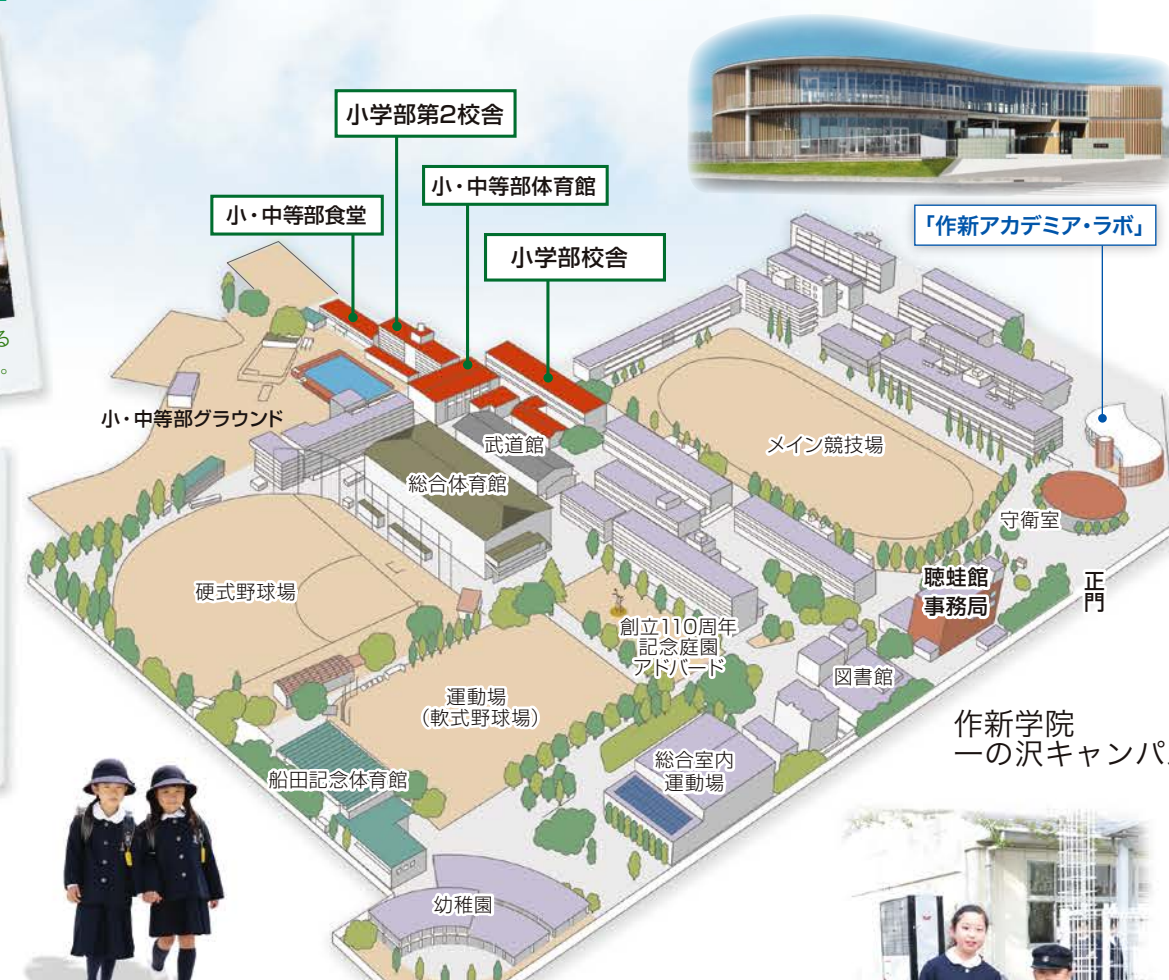 小学部第2校舎
小・中等部体育館
小・中等部食堂
小学部校舎
「作新アカデミア・ラボ」
る
。
小・中等部グラウンド
武道館
メイン競技場
総合体育館
守衛室
硬式野球場
聴蛙館
事務局
正門
創立110周年
記念庭園
アドバード
図書館
運動場
(軟式野球場)
作新学院
一の沢キャンパ
総合室内
運動場
船田記念体育館
幼稚園